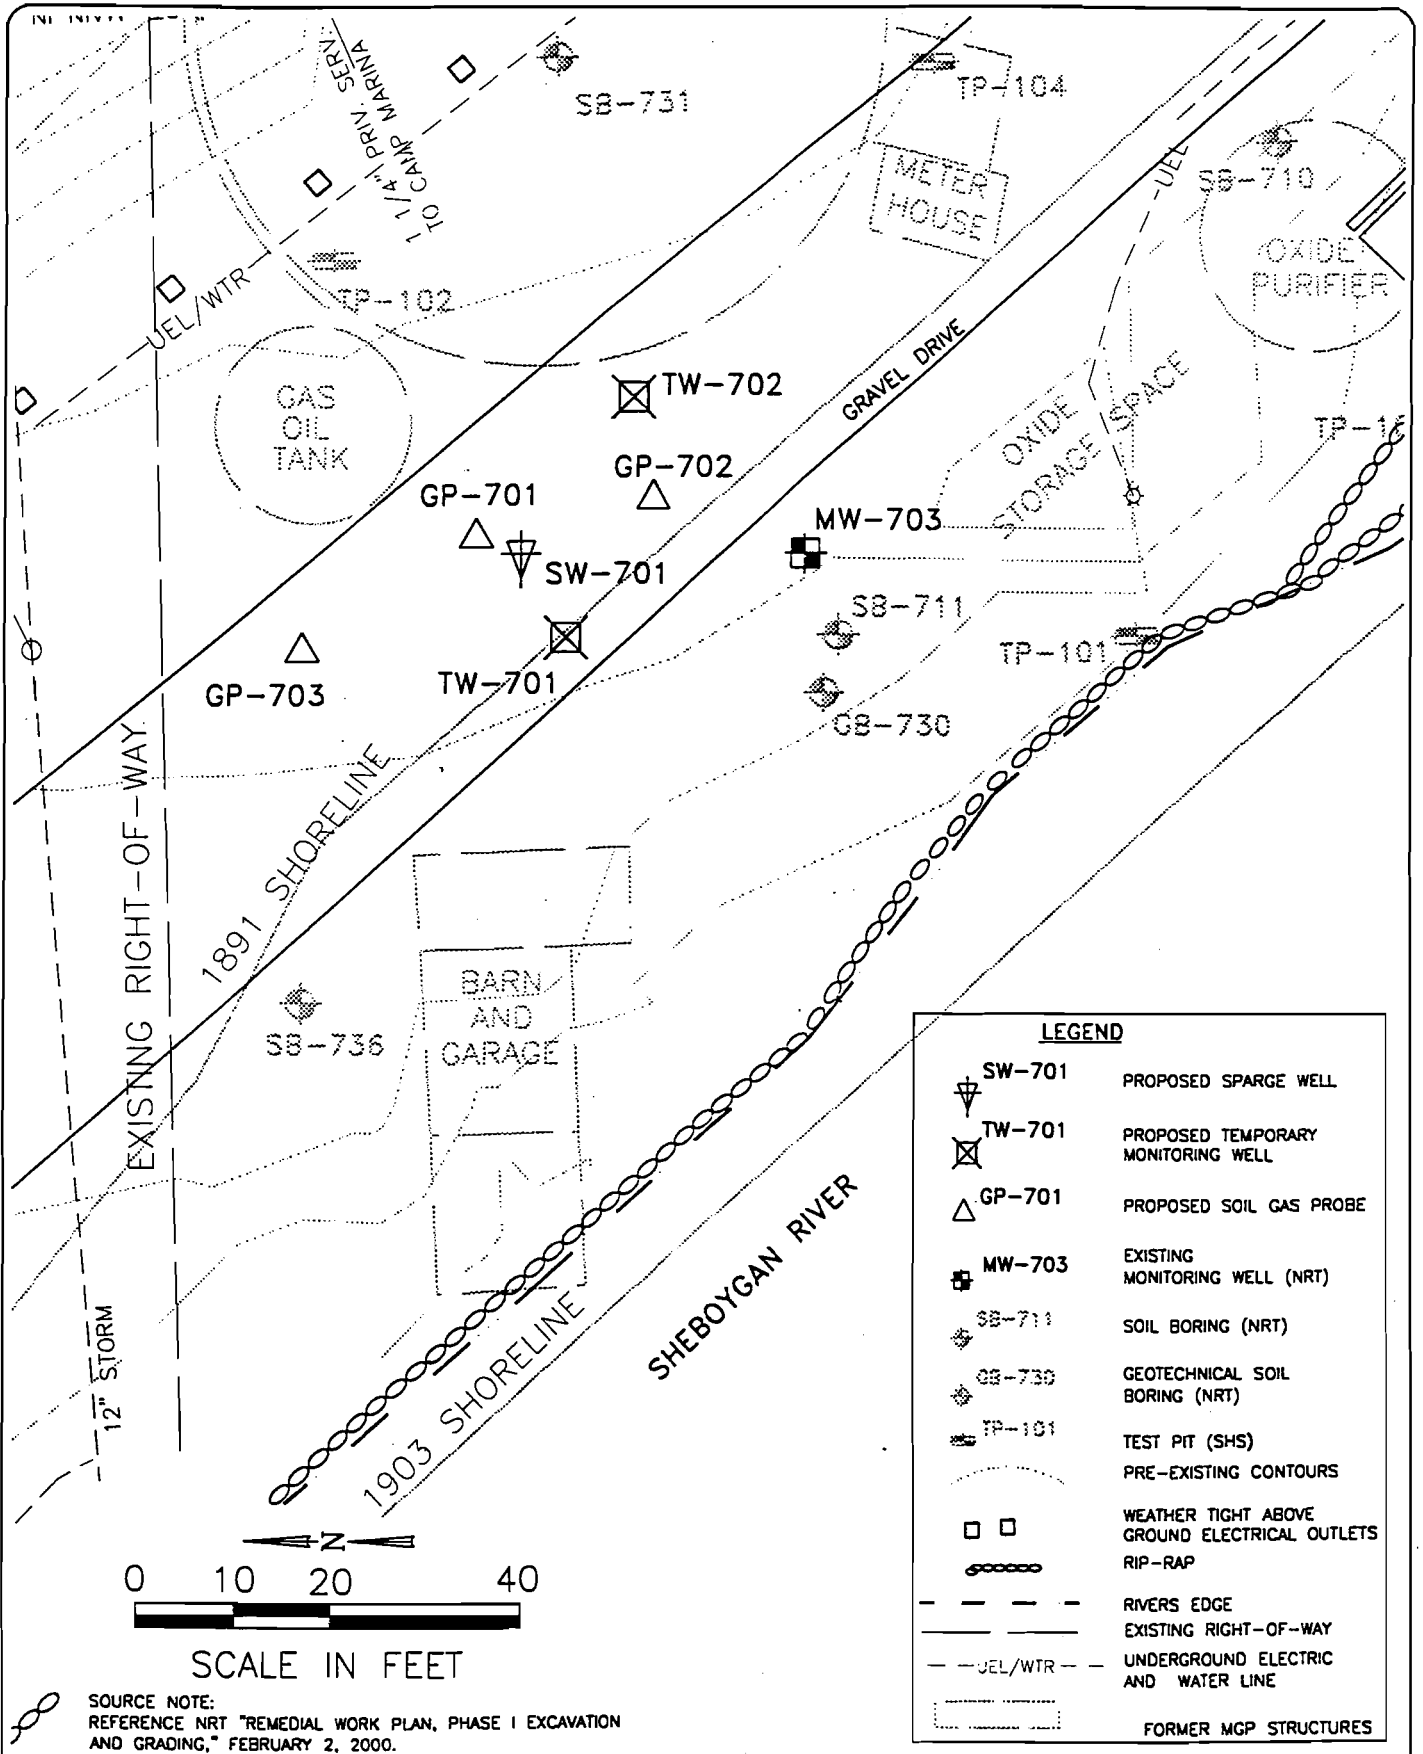 1 1/4" PRIV. SERV.
TO CAMP MARINA
SB-731
TP-104
METER
HOUSE
UEL
SB-710
OXIDE
PURIFIER
TP-102
UEL/WTR
GAS
OIL
TANK
TW-702
GRAVEL DRIVE
OXIDE
STORAGE SPACE
GP-702
GP-701
MW-703
SW-701
SB-711
TP-101
GP-703
TW-701
GB-730
EXISTING RIGHT-OF-WAY
1891 SHORELINE
BARN
AND
GARAGE
SB-736
12" STORM
1903 SHORELINE
SHEBOYGAN RIVER
N
0 10 20 40
SCALE IN FEET
SOURCE NOTE:
REFERENCE NRT "REMEDIAL WORK PLAN, PHASE I EXCAVATION
AND GRADING," FEBRUARY 2, 2000.
LEGEND
SW-701 PROPOSED SPARGE WELL
TW-701 PROPOSED TEMPORARY
MONITORING WELL
GP-701 PROPOSED SOIL GAS PROBE
MW-703 EXISTING
MONITORING WELL (NRT)
SB-711 SOIL BORING (NRT)
GB-730 GEOTECHNICAL SOIL
BORING (NRT)
TP-101 TEST PIT (SHS)
PRE-EXISTING CONTOURS
WEATHER TIGHT ABOVE
GROUND ELECTRICAL OUTLETS
RIP-RAP
RIVERS EDGE
EXISTING RIGHT-OF-WAY
UEL/WTR UNDERGROUND ELECTRIC
AND WATER LINE
FORMER MGP STRUCTURES